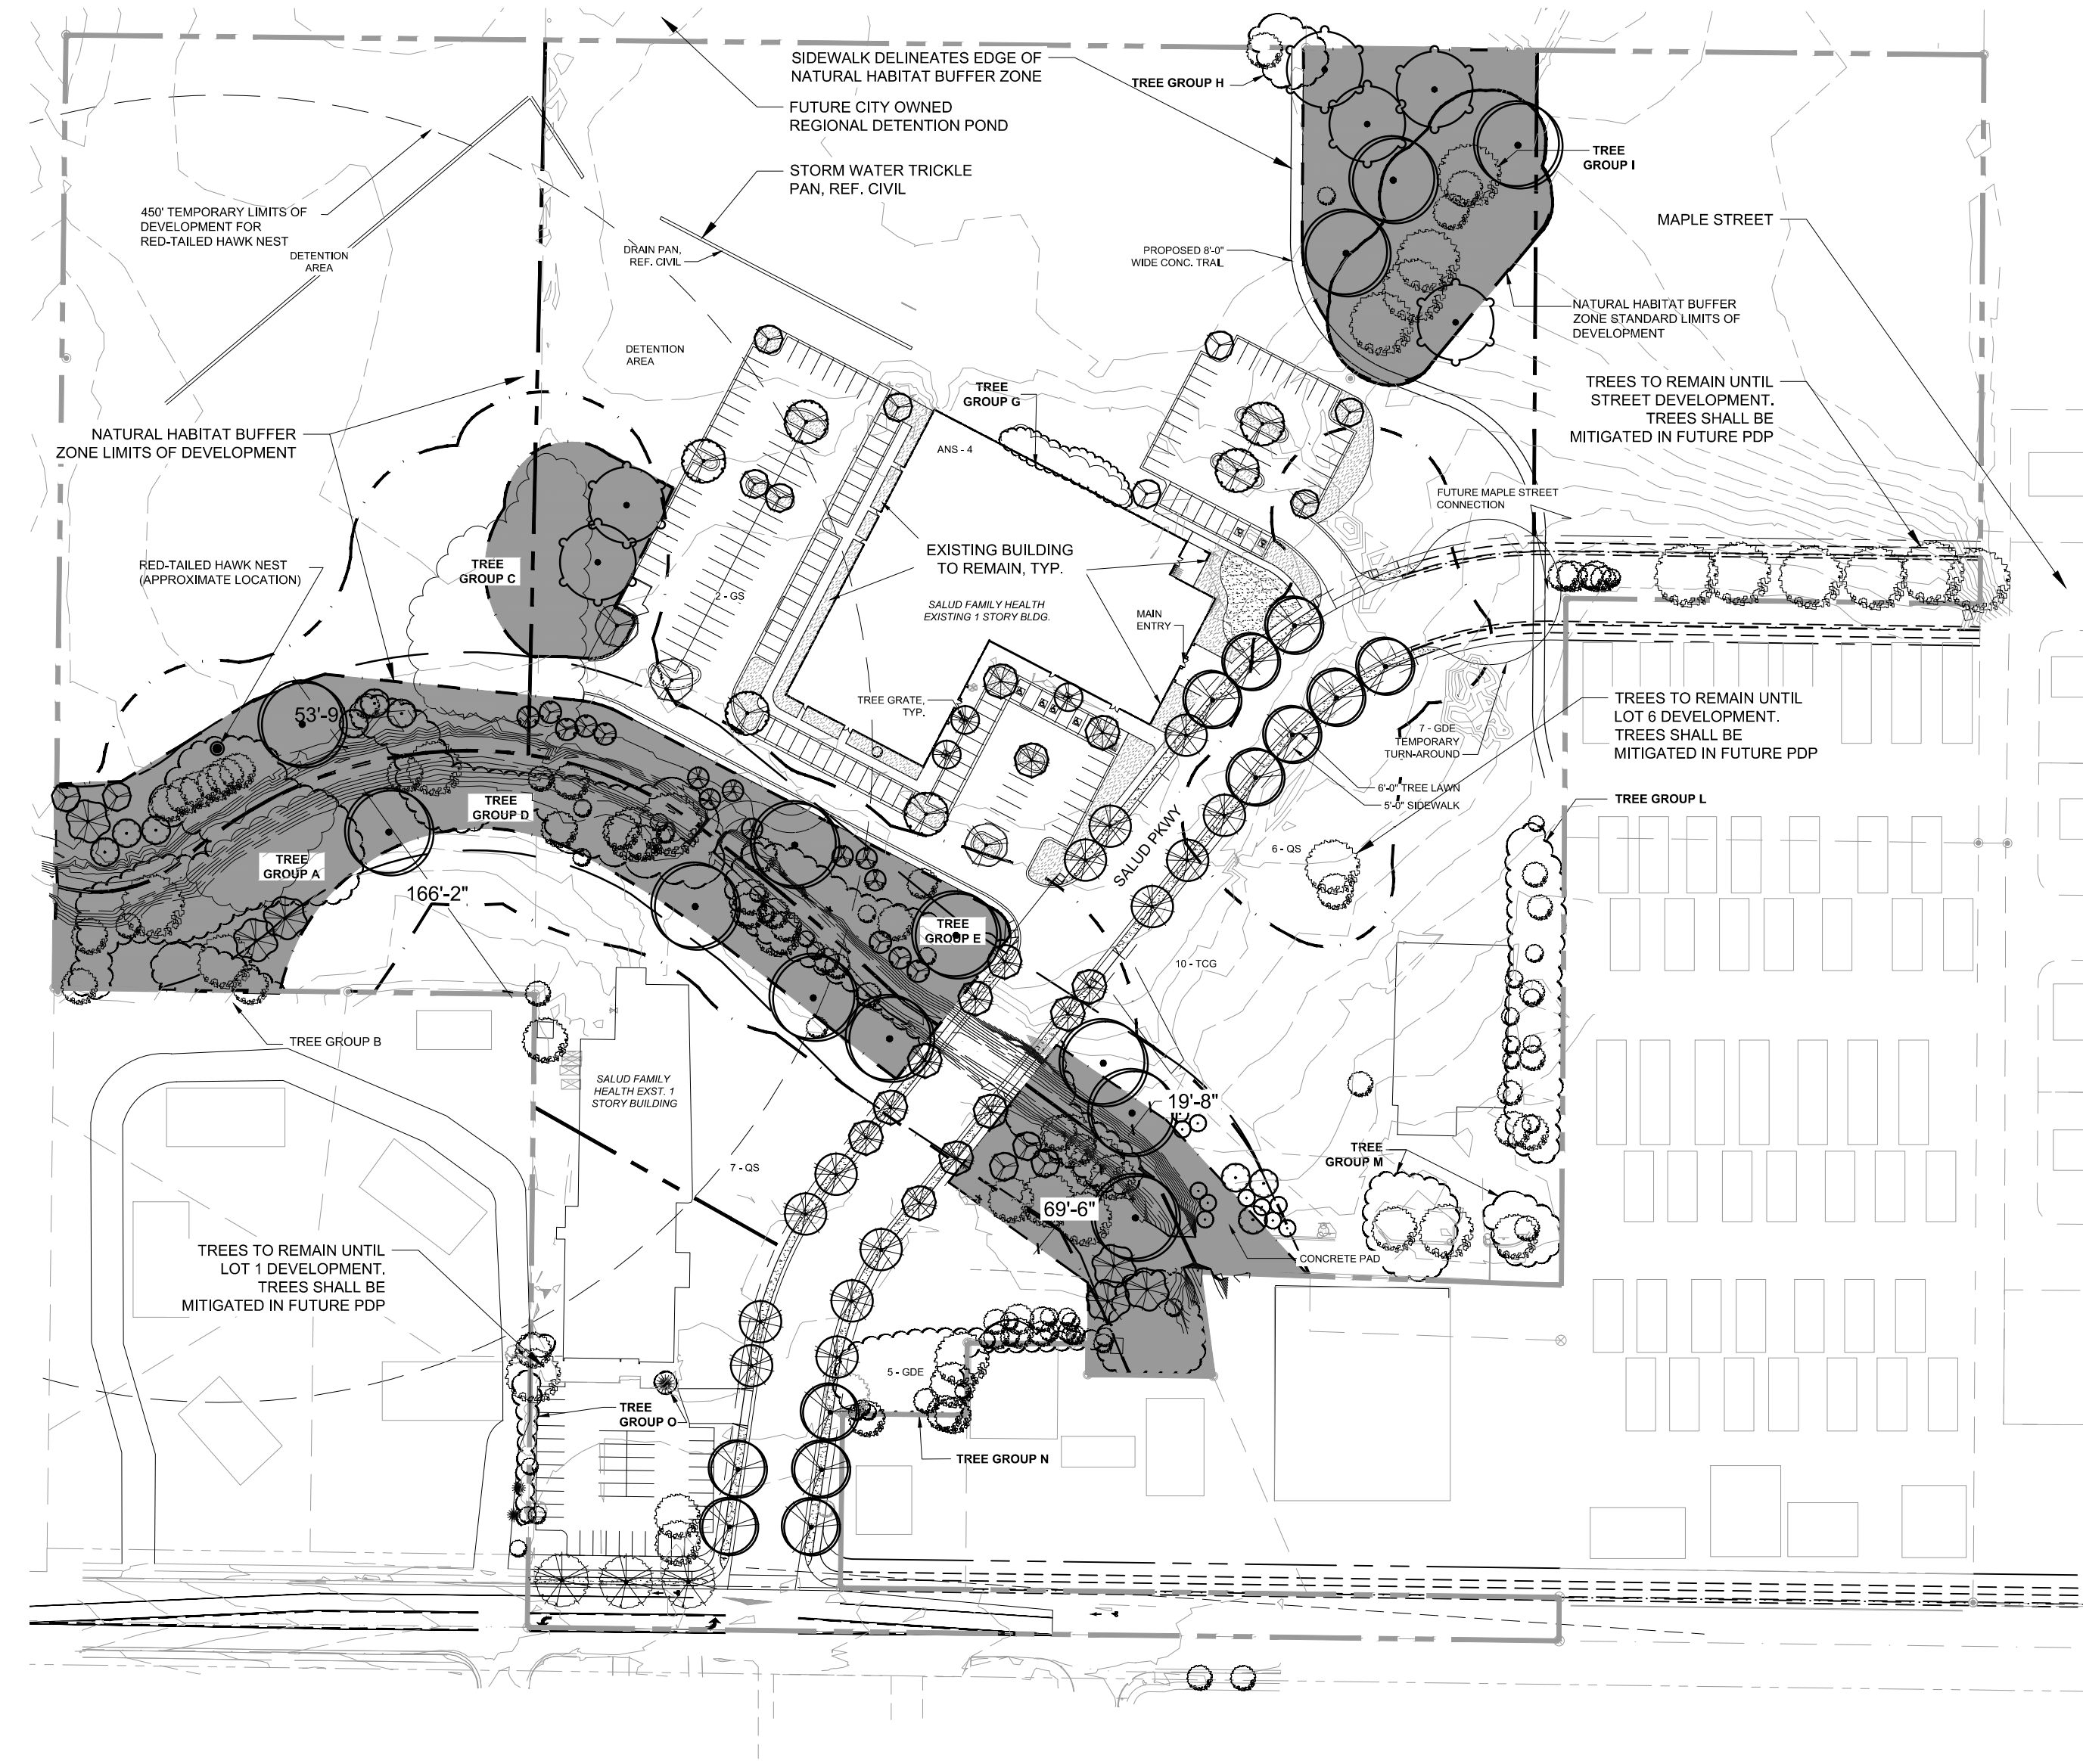 SIDEWALK DELINEATES EDGE OF
NATURAL HABITAT BUFFER ZONE
TREE GROUP H
FUTURE CITY OWNED
REGIONAL DETENTION POND
STORM WATER TRICKLE
PAN, REF. CIVIL
TREE
GROUP I
450' TEMPORARY LIMITS OF
DEVELOPMENT FOR
RED-TAILED HAWK NEST
DETENTION
AREA
MAPLE STREET
DRAIN PAN,
REF. CIVIL
PROPOSED 8'-0"
WIDE CONC. TRAIL
NATURAL HABITAT BUFFER
ZONE STANDARD LIMITS OF
DEVELOPMENT
DETENTION
AREA
TREE
GROUP G
TREES TO REMAIN UNTIL
STREET DEVELOPMENT.
TREES SHALL BE
MITIGATED IN FUTURE PDP
NATURAL HABITAT BUFFER
ZONE LIMITS OF DEVELOPMENT
ANS - 4
FUTURE MAPLE STREET
CONNECTION
RED-TAILED HAWK NEST
(APPROXIMATE LOCATION)
TREE
GROUP C
EXISTING BUILDING
TO REMAIN, TYP.
2 - GS
SALUD FAMILY HEALTH
EXISTING 1 STORY BLDG.
MAIN
ENTRY
TREE GRATE,
TYP.
53'-9
TREES TO REMAIN UNTIL
LOT 6 DEVELOPMENT.
TREES SHALL BE
MITIGATED IN FUTURE PDP
7 - GDE
TEMPORARY
TURN-AROUND
6'-0" TREE LAWN
5'-0" SIDEWALK
TREE GROUP L
TREE
GROUP D
SALUD PKWY
6 - QS
TREE
GROUP A
166'-2"
TREE
GROUP E
10 - TCG
TREE GROUP B
SALUD FAMILY
HEALTH EXST. 1
STORY BUILDING
19'-8"
7 - QS
TREE
GROUP M
69'-6"
TREES TO REMAIN UNTIL
LOT 1 DEVELOPMENT.
TREES SHALL BE
MITIGATED IN FUTURE PDP
CONCRETE PAD
5 - GDE
TREE
GROUP O
TREE GROUP N